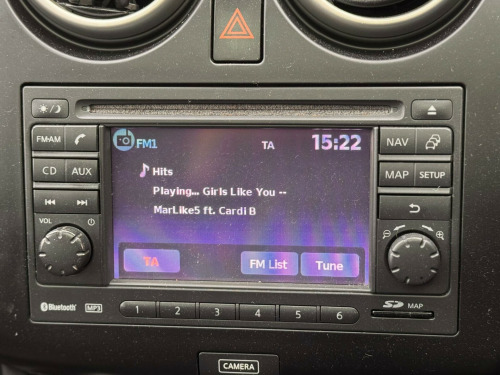 FM1 TA 15:22
Hits
Playing... Girls Like You --
MarLike5 ft. Cardi B
TA FM List Tune
FM·AM
CD AUX
VOL
NAV
MAP SETUP
Bluetooth MP3
1 2 3 4 5 6
SD MAP
CAMERA